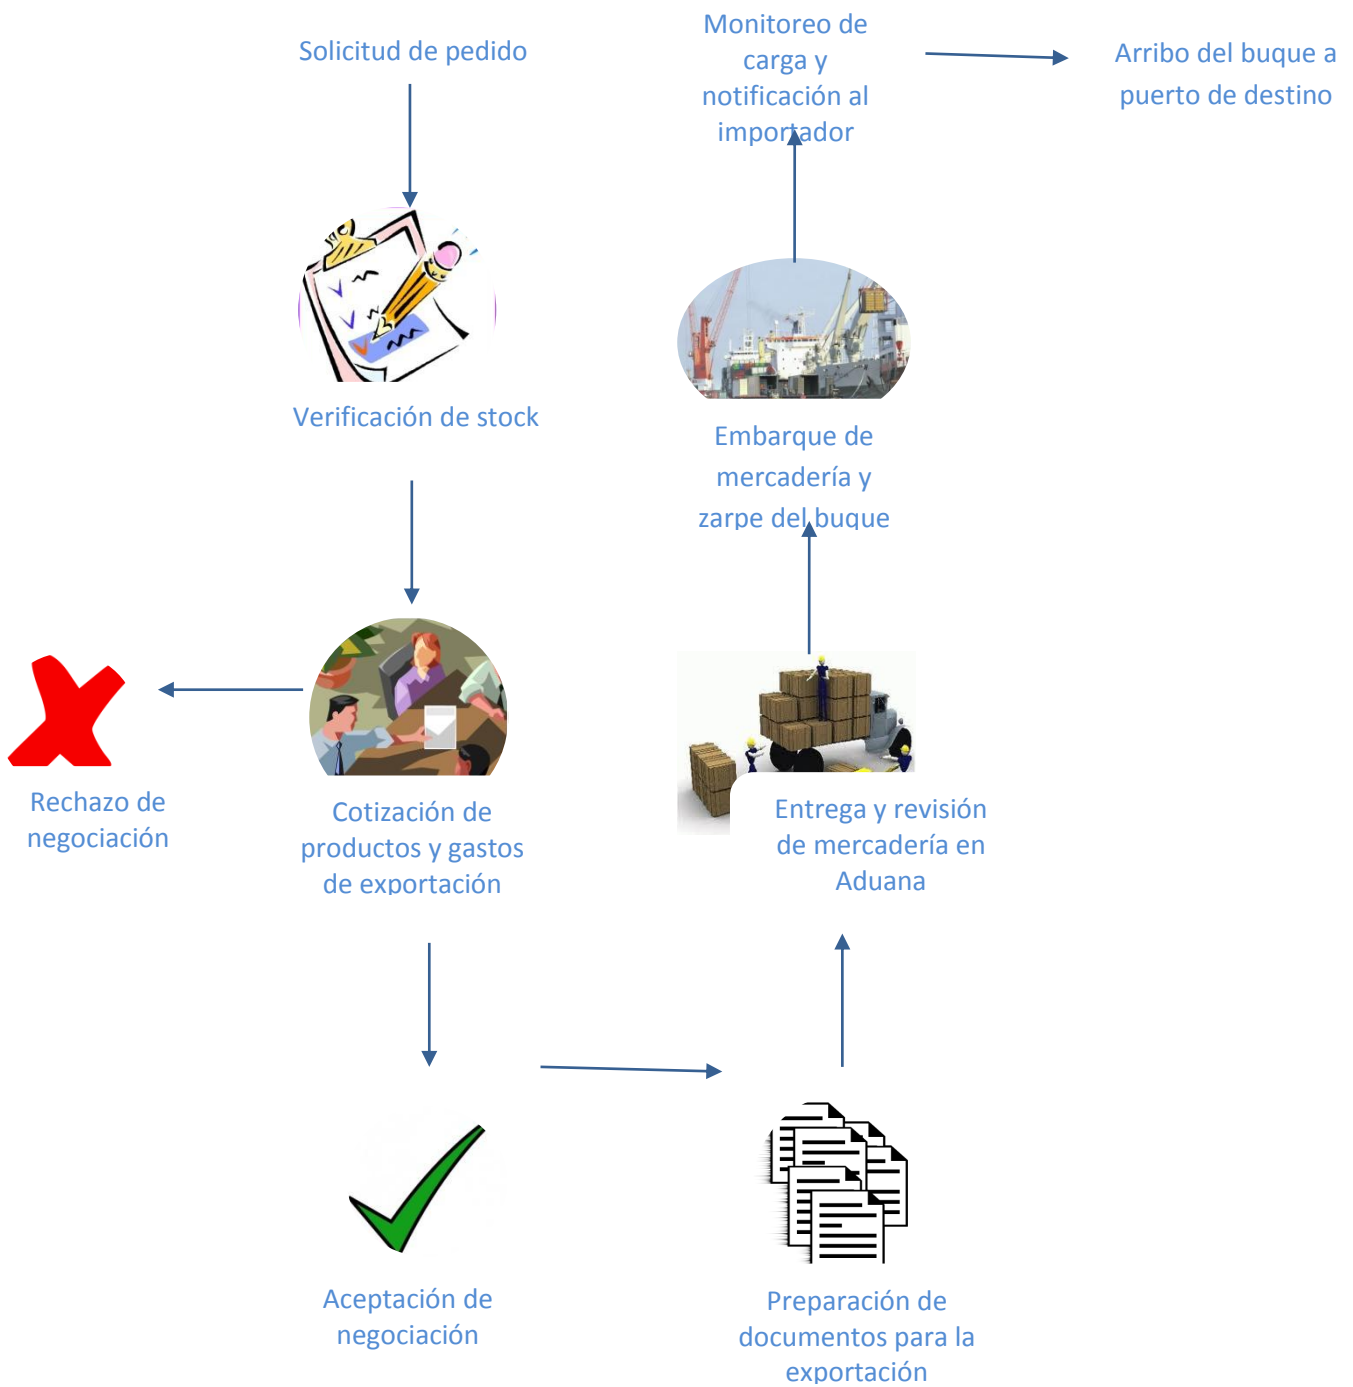 Solicitud de pedido
Verificación de stock
Rechazo de
negociación
Cotización de
productos y gastos
de exportación
Aceptación de
negociación
Preparación de
documentos para la
exportación
Entrega y revisión
de mercadería en
Aduana
Embarque de
mercadería y
zarpe del buque
Monitoreo de
carga y
notificación al
importador
Arribo del buque a
puerto de destino